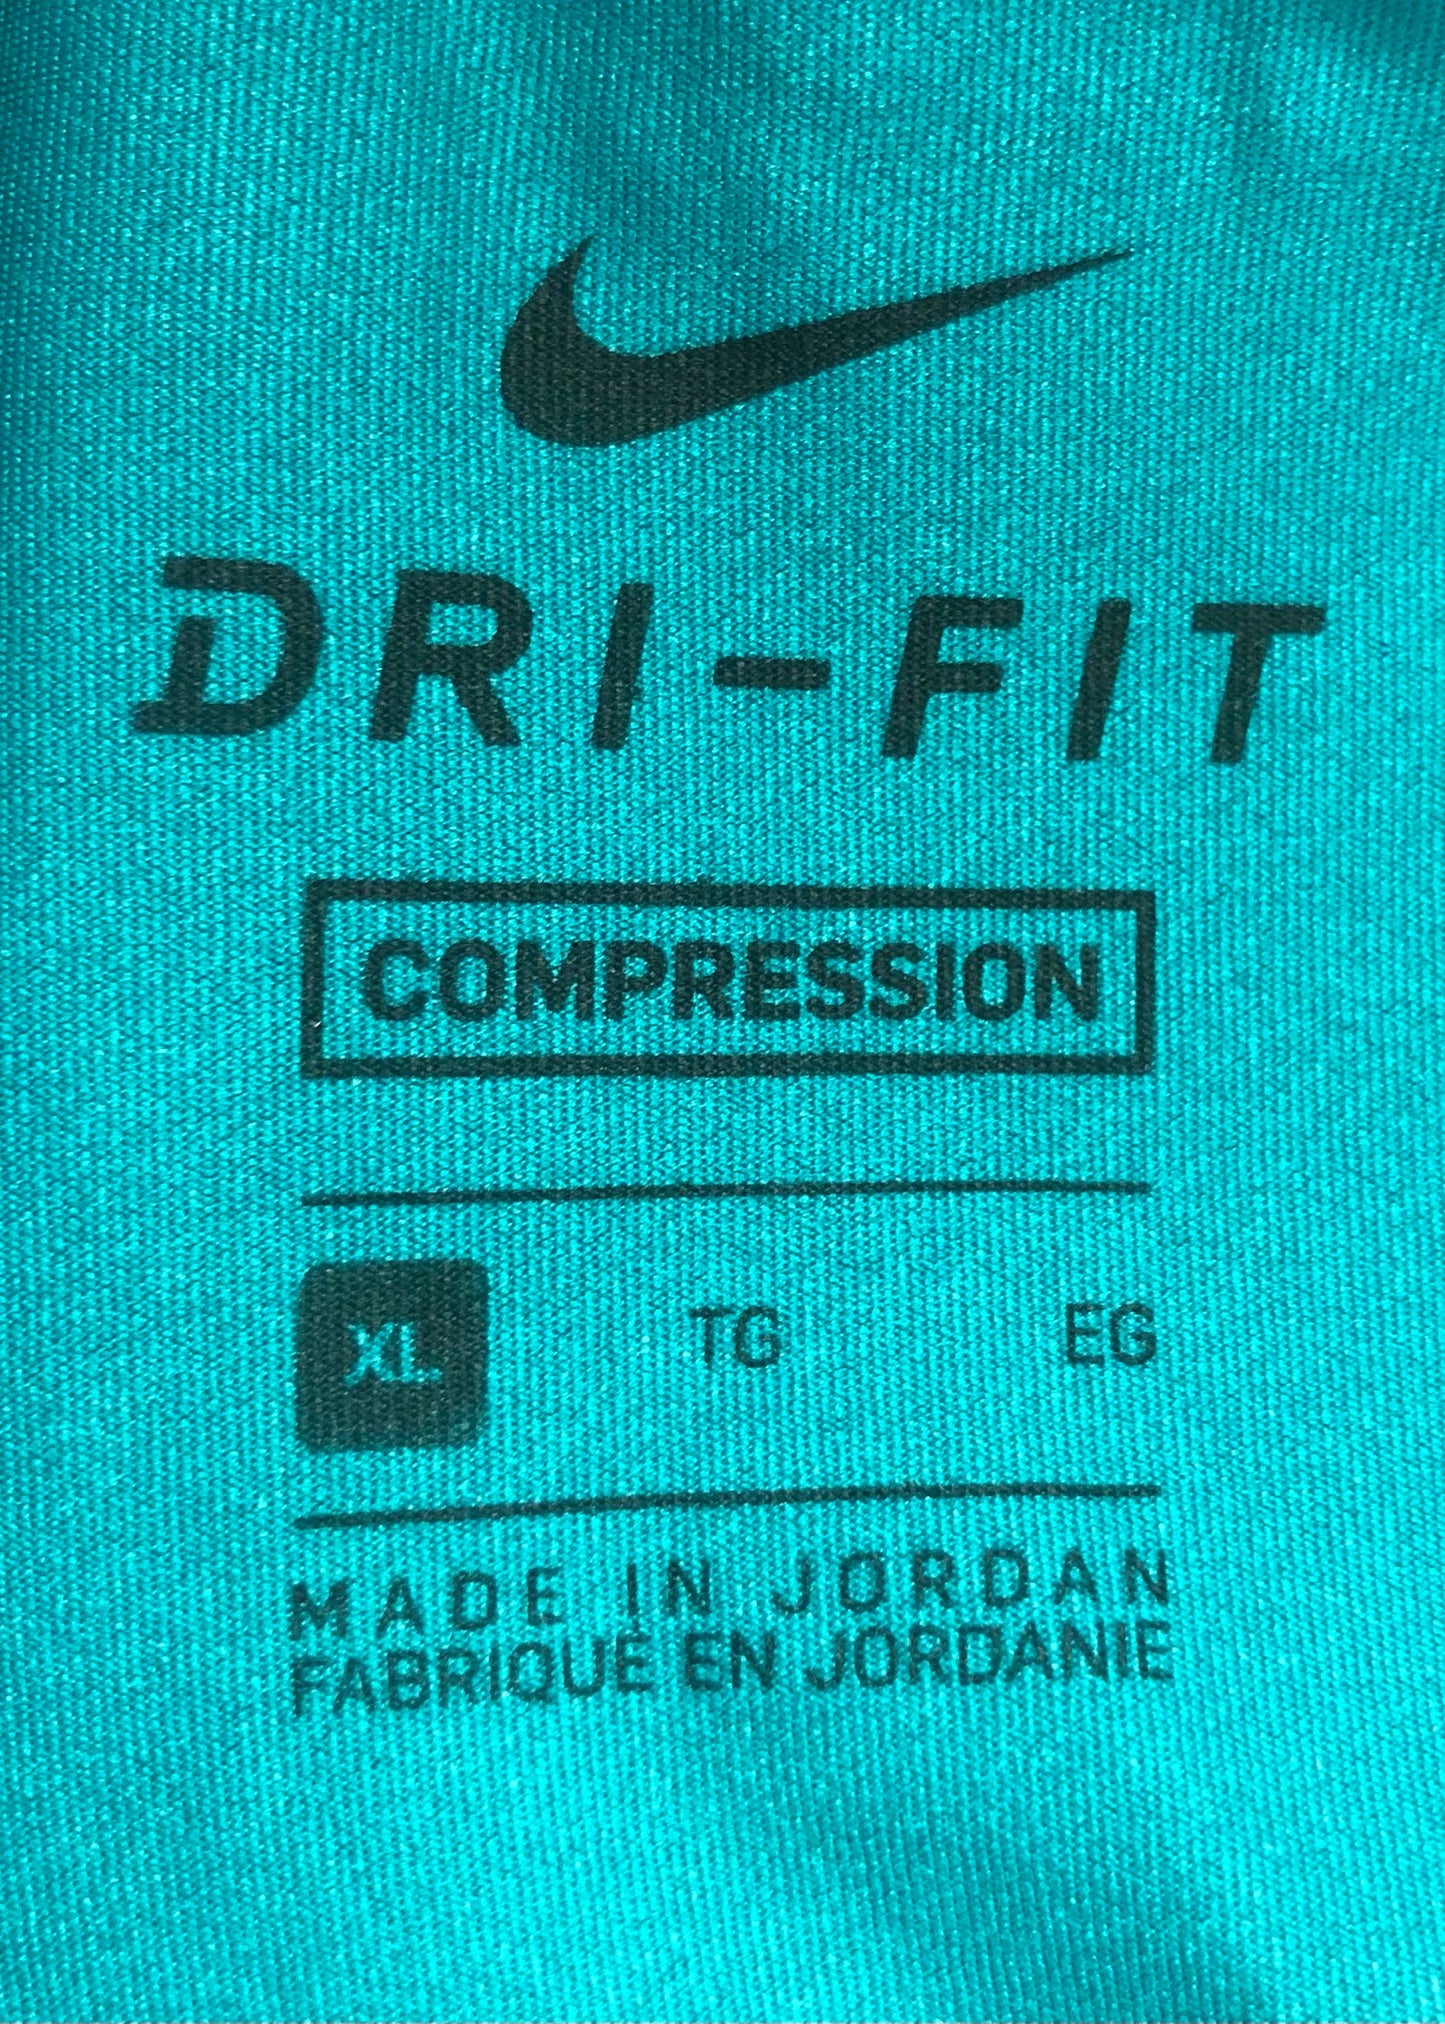 DRI-FIT
COMPRESSION
XL TG EG
MADE IN JORDAN
FABRIQUÉ EN JORDANIE